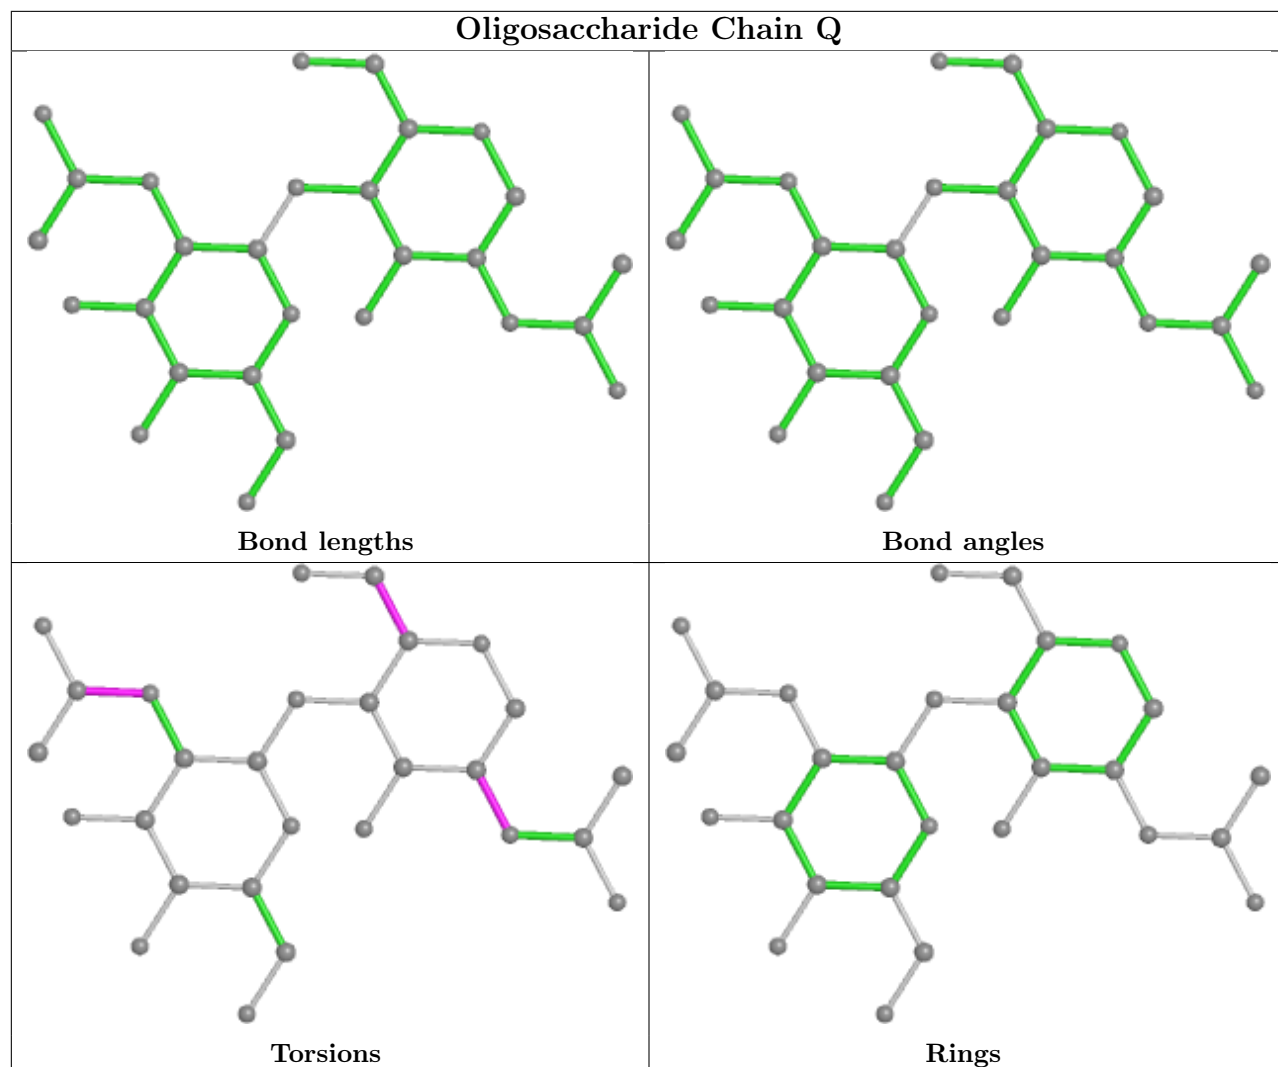 Oligosaccharide Chain Q
Bond lengths
Bond angles
Torsions
Rings